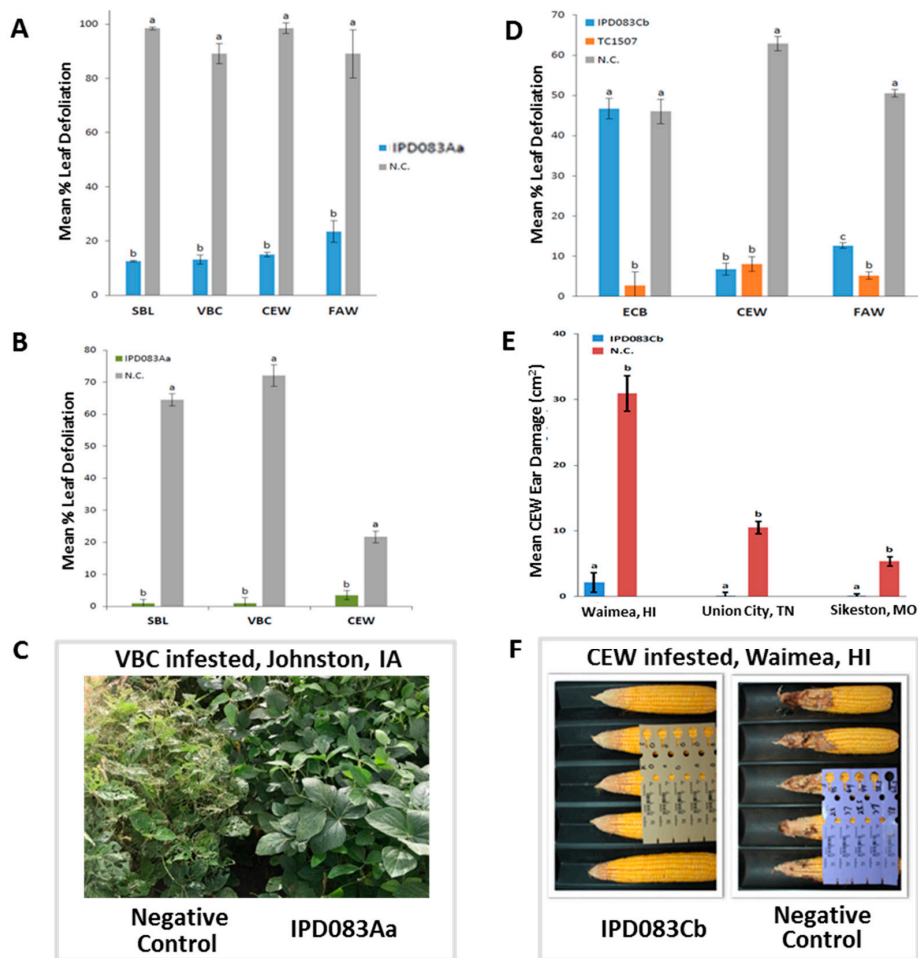 A
Mean % Leaf Defoliation
100
80
60
40
20
0
a
a
a
a
b
b
b
b
IPD083Aa
N.C.
SBL VBC CEW FAW
B
Mean % Leaf Defoliation
80
70
60
50
40
30
20
10
0
IPD083Aa
N.C.
a
a
a
b
b
b
SBL VBC CEW
C
VBC infested, Johnston, IA
Negative
Control
IPD083Aa
D
Mean % Leaf Defoliation
70
60
50
40
30
20
10
0
IPD083Cb
TC1507
N.C.
a
a
b
b
b
a
c
b
a
ECB CEW FAW
E
Mean CEW Ear Damage (cm²)
40
30
20
10
0
IPD083Cb
N.C.
a
b
a
b
a
b
Waimea, HI Union City, TN Sikeston, MO
F
CEW infested, Waimea, HI
IPD083Cb
Negative
Control